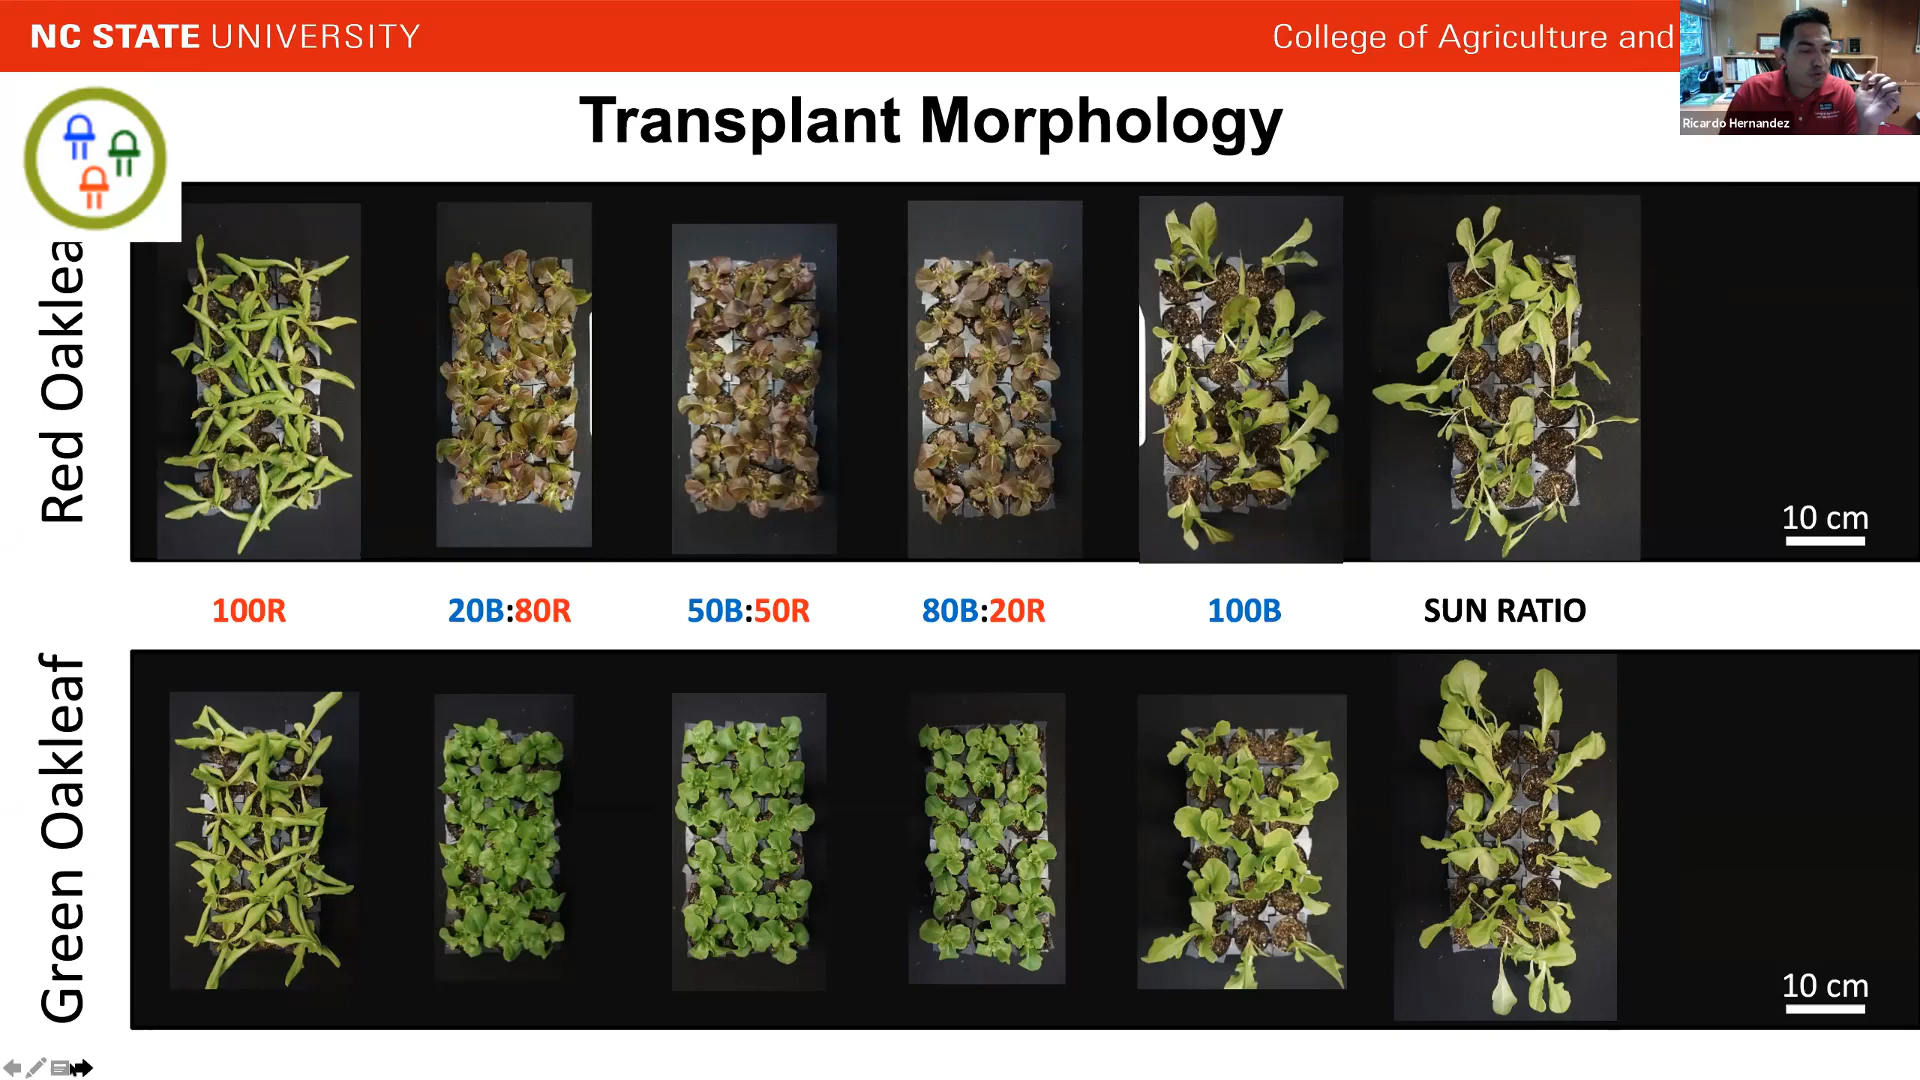 NC STATE UNIVERSITY
College of Agriculture and
Ricardo Hernandez
Transplant Morphology
Red Oaklea
10 cm
100R
20B:80R
50B:50R
80B:20R
100B
SUN RATIO
Green Oakleaf
10 cm